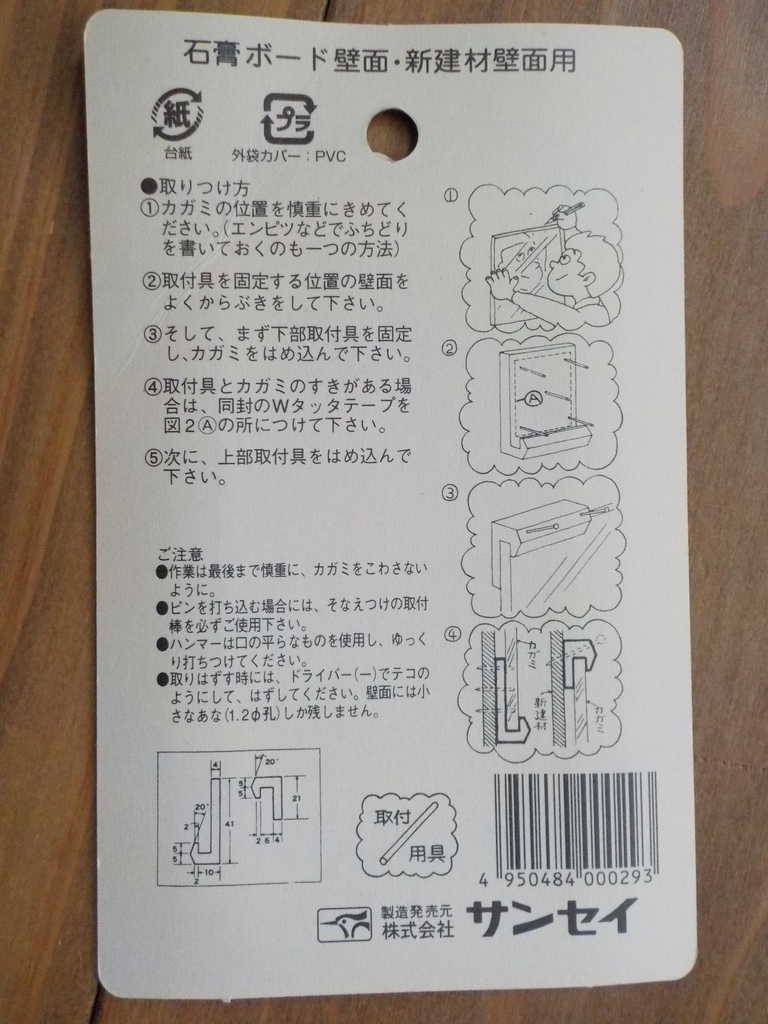 石膏ボード壁面・新建材壁面用
紙
台紙
プラ
外袋カバー：PVC
●取りつけ方
①カガミの位置を慎重にきめてく
ださい。(エンピツなどでふちどり
を書いておくのも一つの方法)
②取付具を固定する位置の壁面を
よくからぶきをして下さい。
③そして、まず下部取付具を固定
し、カガミをはめ込んで下さい。
④取付具とカガミのすきがある場
合は、同封のWタッタテープを
図2Ⓐの所につけて下さい。
⑤次に、上部取付具をはめ込んで
下さい。
①
②
Ⓐ
③
④
カガミ
新建材
カガミ
ご注意
●作業は最後まで慎重に、カガミをこわさない
ように。
●ピンを打ち込む場合には、そなえつけの取付
棒を必ずご使用下さい。
●ハンマーは口の平らなものを使用し、ゆっく
り打ちつけてください。
●取りはずす時には、ドライバー(一)でテコの
ようにして、はずしてください。壁面には小
さなあな(1.2φ孔)しか残しません。
4
20°
2
41
5
5
10
2
20°
5
5
21
2 6 4
取付
用具
4 950484 000293
製造発売元
株式会社 サンセイ